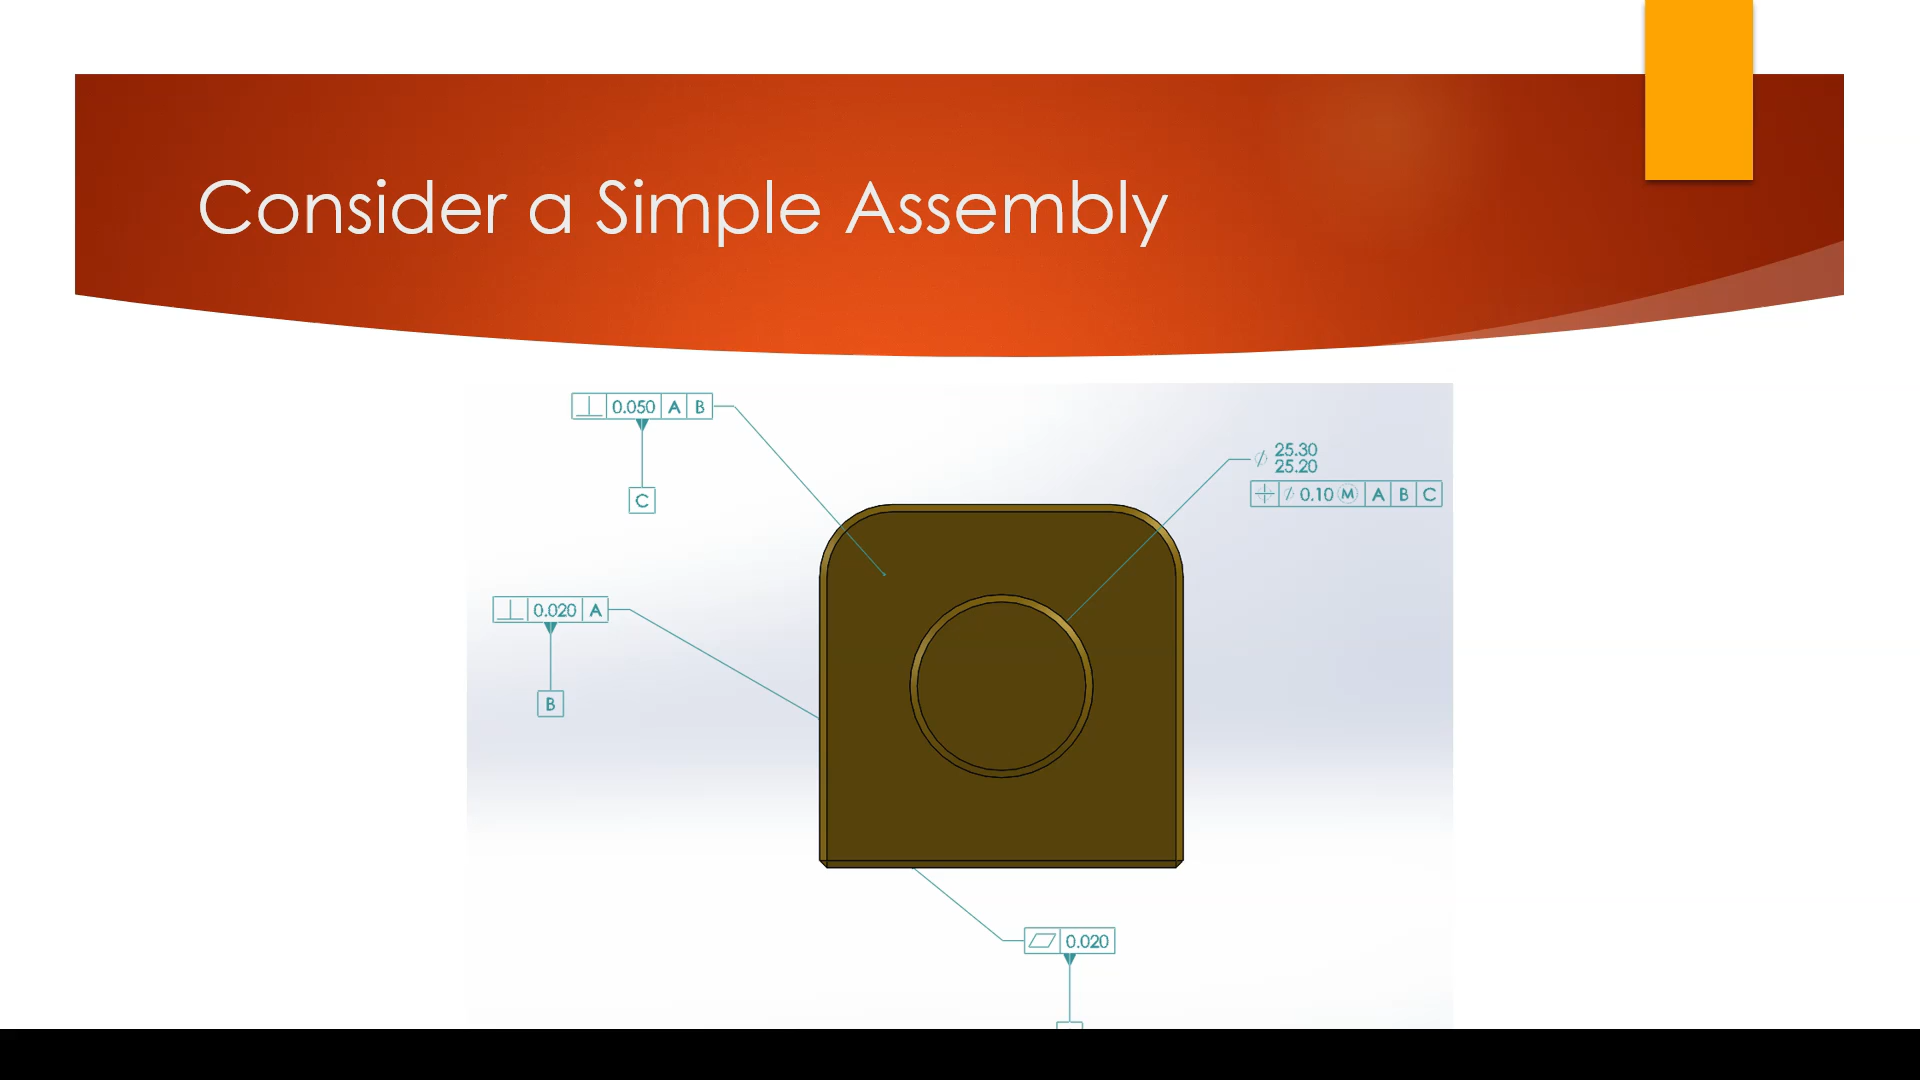 Consider a Simple Assembly
⟂ 0.050 A B
C
⌀ 25.30
25.20
⌖ ⌀ 0.10 Ⓜ A B C
⟂ 0.020 A
B
⏥ 0.020